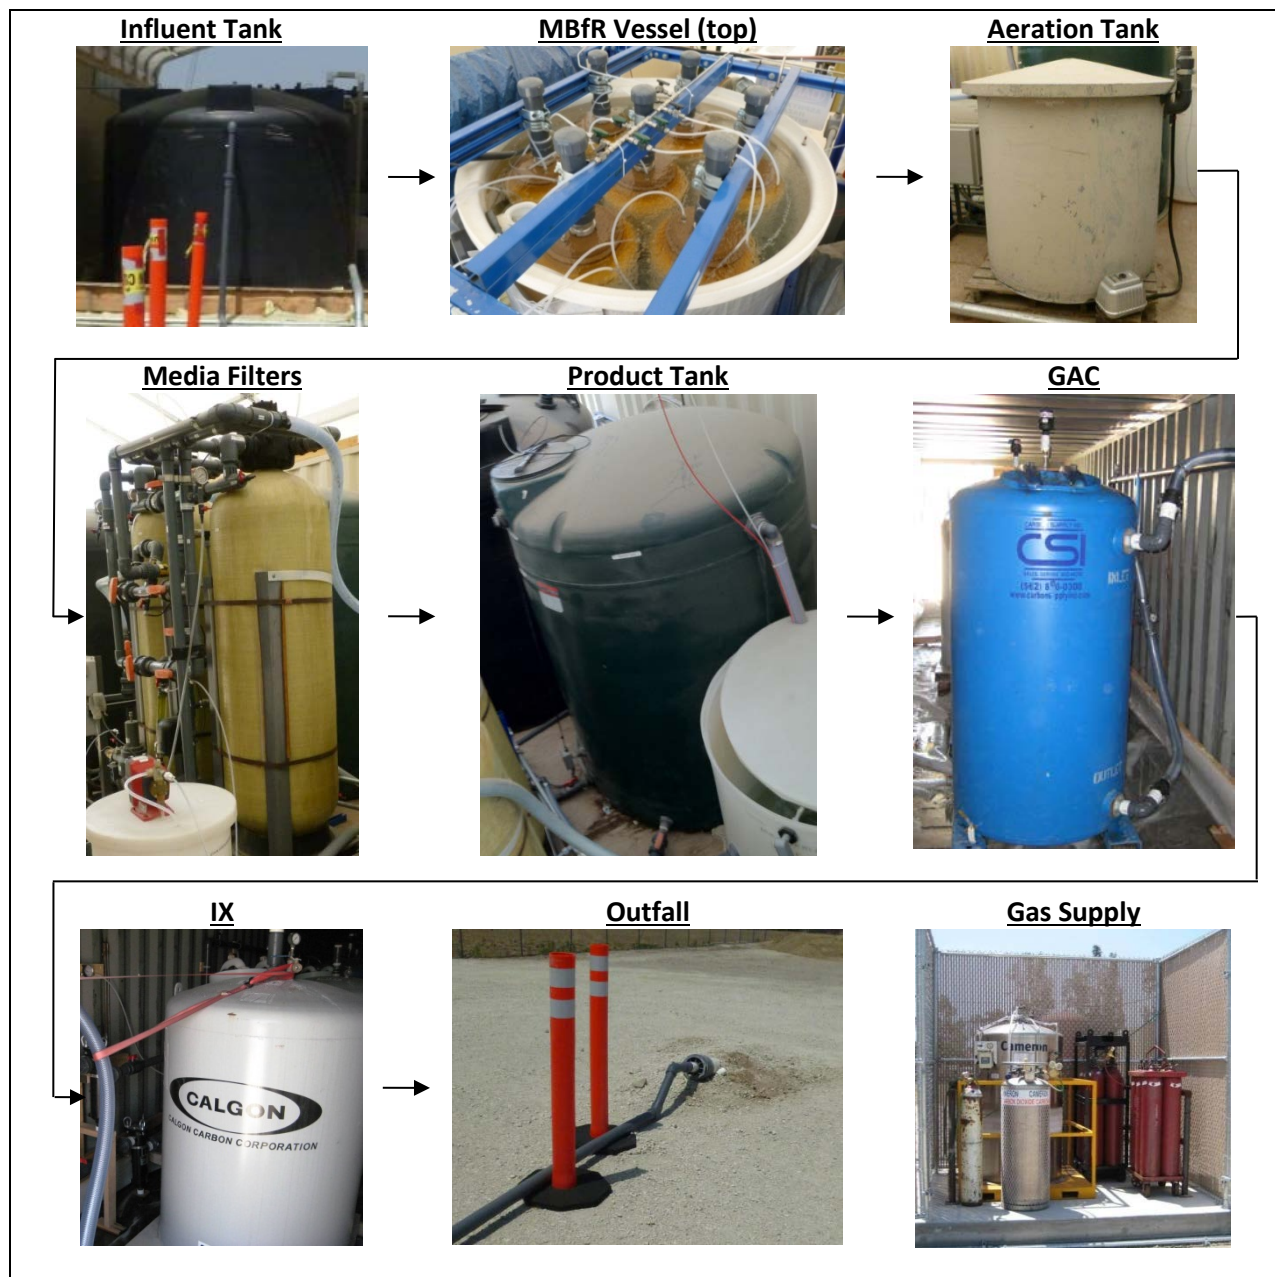 Influent Tank
MBfR Vessel (top)
Aeration Tank
Media Filters
Product Tank
GAC
CSI
INLET
OUTLET
IX
Outfall
Gas Supply
CALGON
CALGON CARBON CORPORATION
Cameron